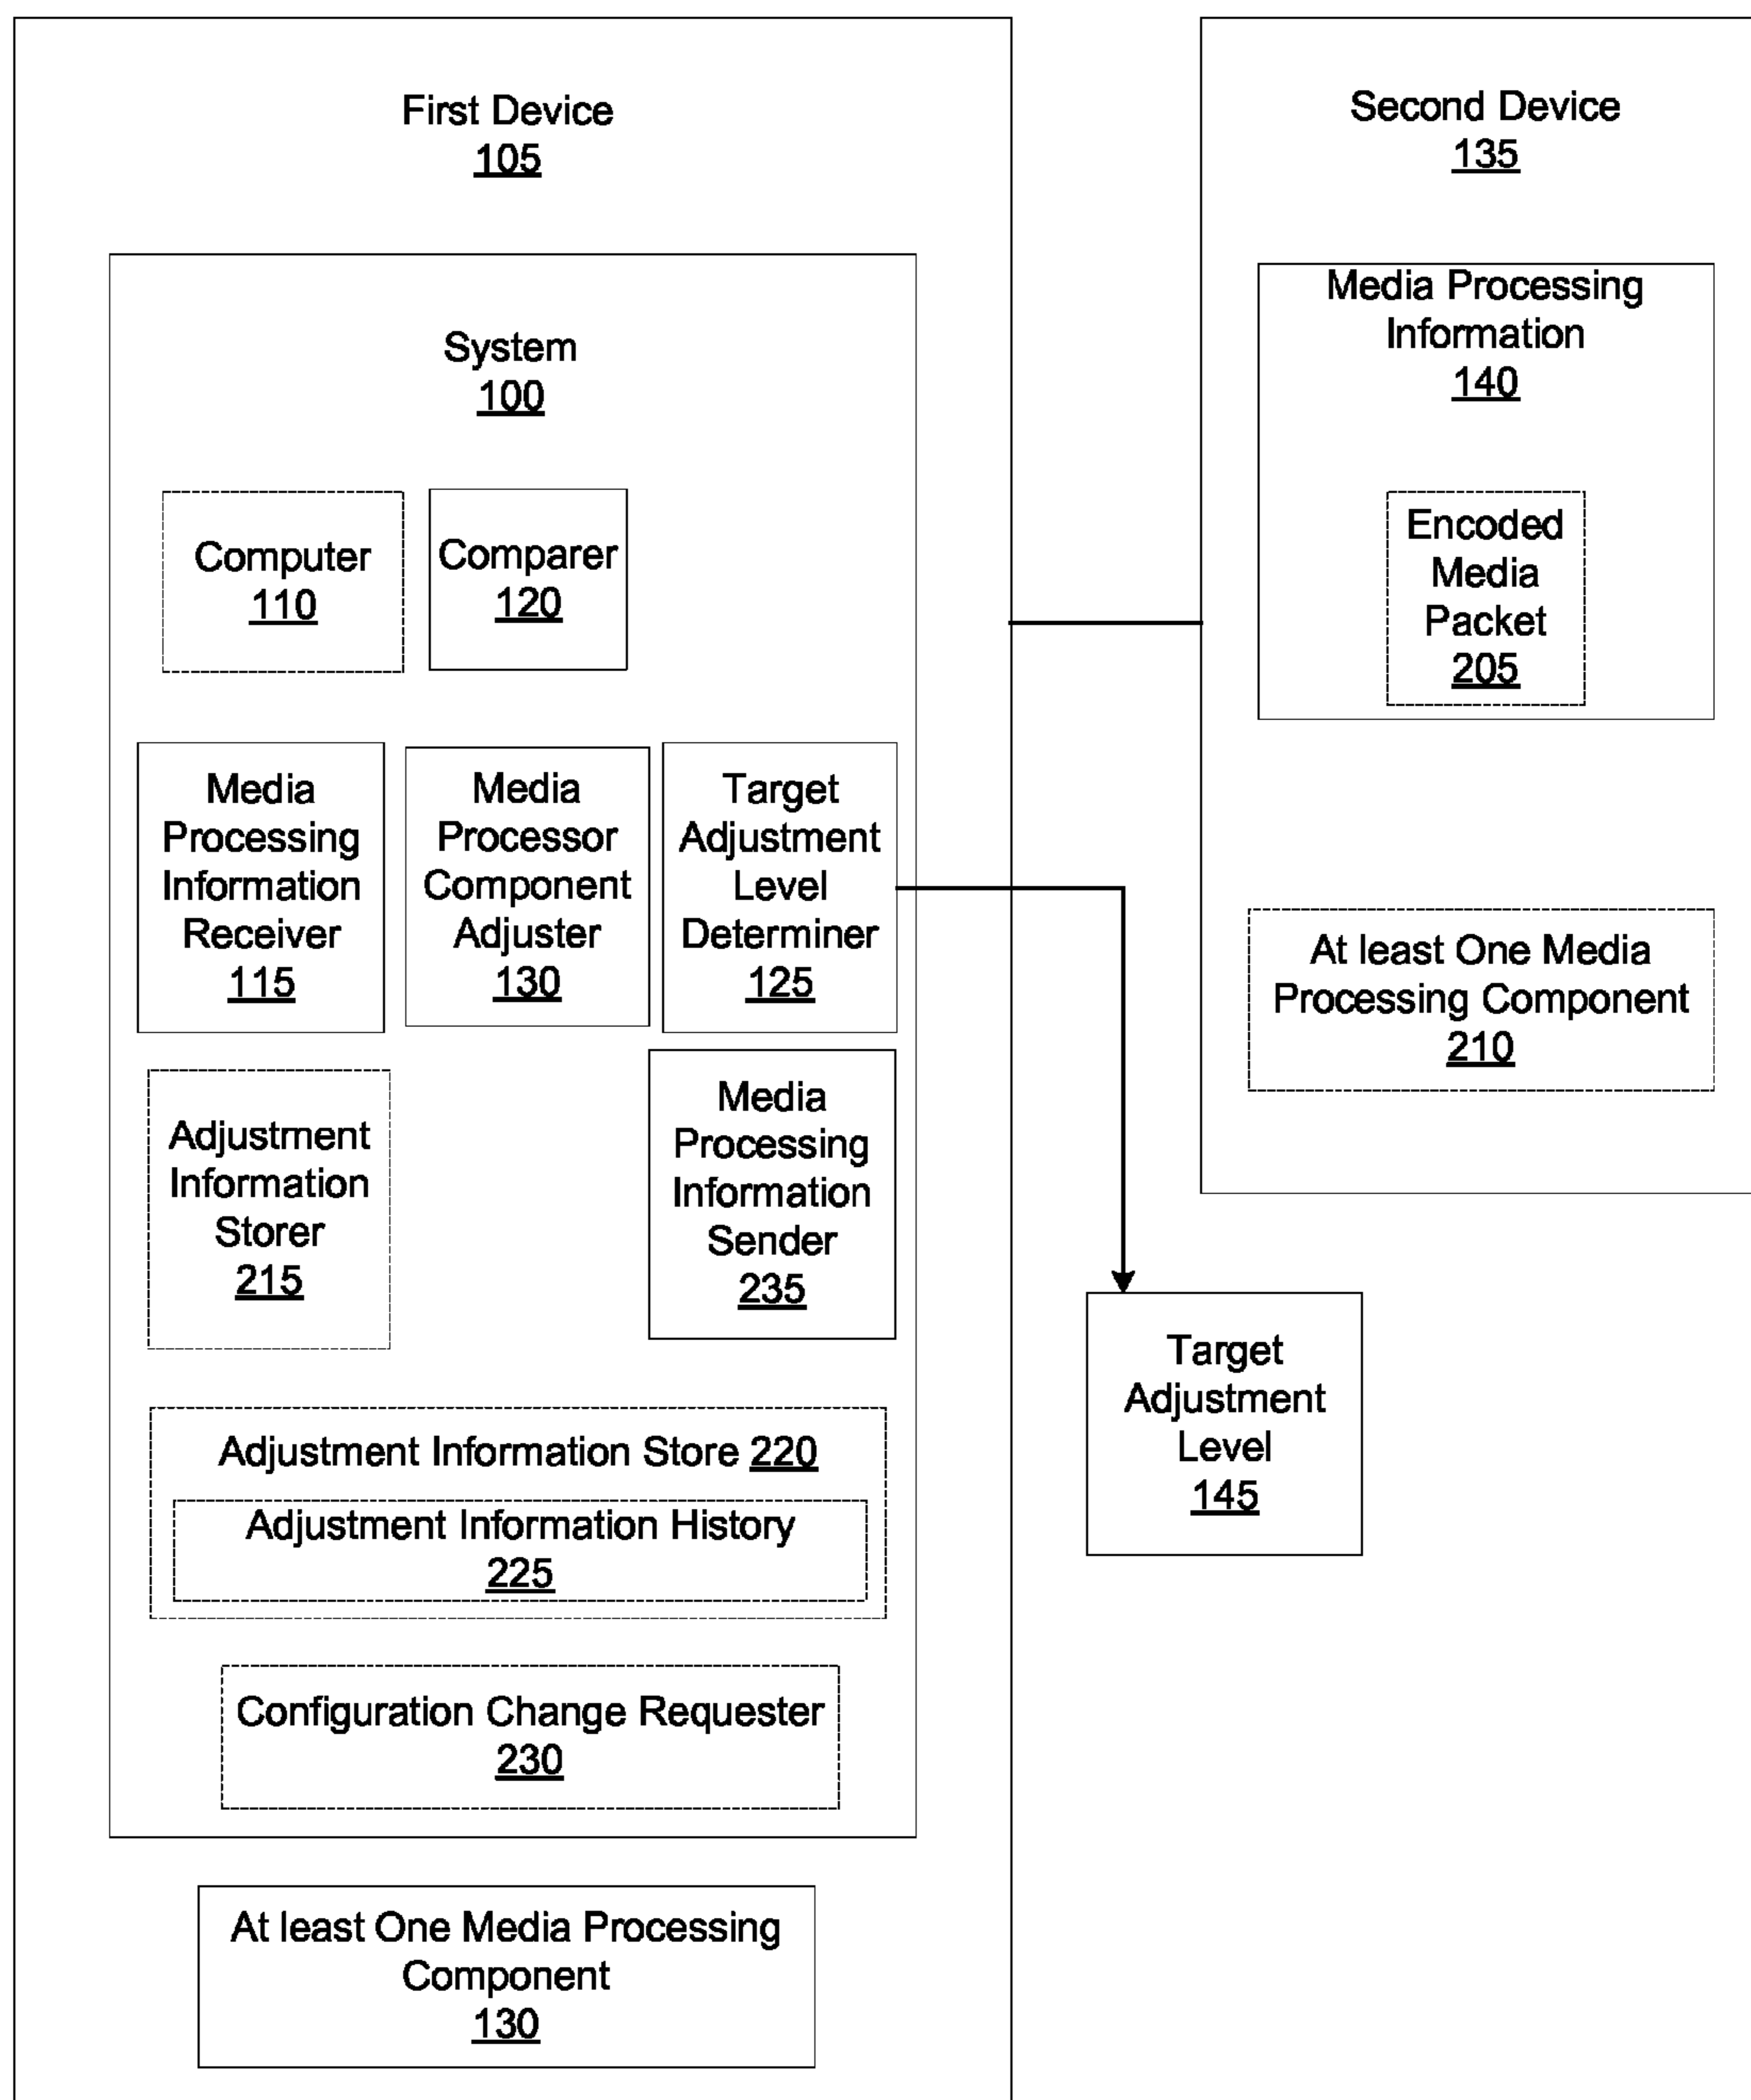 First Device
105
System
100
Computer
110
Comparer
120
Media
Processing
Information
Receiver
115
Media
Processor
Component
Adjuster
130
Target
Adjustment
Level
Determiner
125
Adjustment
Information
Storer
215
Media
Processing
Information
Sender
235
Adjustment Information Store 220
Adjustment Information History
225
Configuration Change Requester
230
At least One Media Processing
Component
130
Second Device
135
Media Processing
Information
140
Encoded
Media
Packet
205
At least One Media
Processing Component
210
Target
Adjustment
Level
145